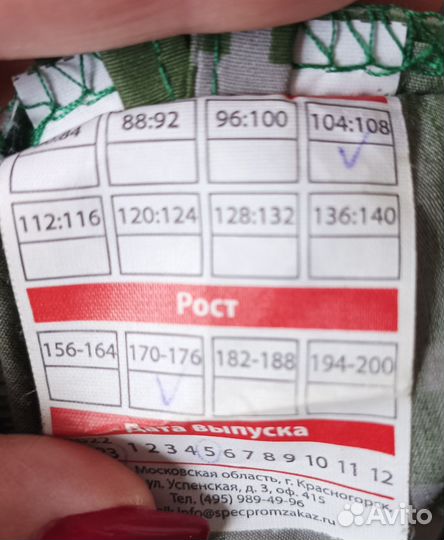 88:92 96:100 104:108
112:116 120:124 128:132 136:140
Рост
156-164 170-176 182-188 194-200
Дата выпуска
1 2 3 4 5 6 7 8 9 10 11 12
Московская область, г. Красногорск,
ул. Успенская, д. 3, оф. 415
Тел. (495) 989-49-96
info@specpromzakaz.ru
Avito